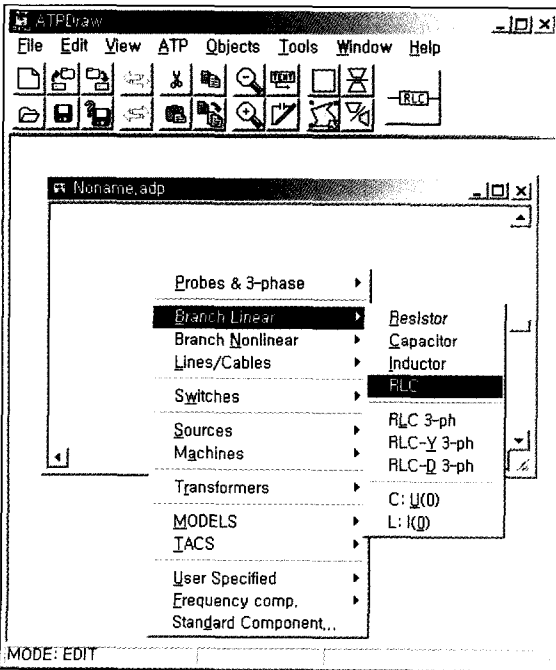 ATPDraw
File Edit View ATP Objects Tools Window Help
TEXT
RLC
Noname.adp
Probes & 3-phase
Branch Linear
Branch Nonlinear
Lines/Cables
Switches
Sources
Machines
Transformers
MODELS
TACS
User Specified
Frequency comp.
Standard Component...
Resistor
Capacitor
Inductor
RLC
RLC 3-ph
RLC-Y 3-ph
RLC-D 3-ph
C: U(0)
L: I(0)
MODE: EDIT